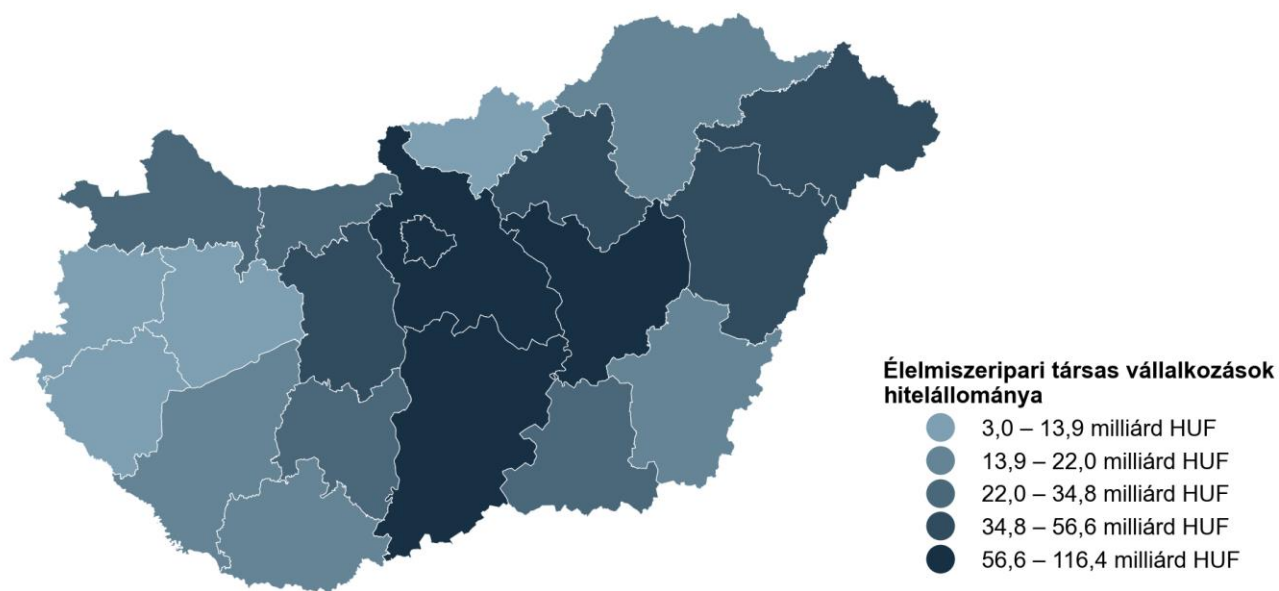 Élelmiszeripari társas vállalkozások
hitelállománya
3,0 – 13,9 milliárd HUF
13,9 – 22,0 milliárd HUF
22,0 – 34,8 milliárd HUF
34,8 – 56,6 milliárd HUF
56,6 – 116,4 milliárd HUF